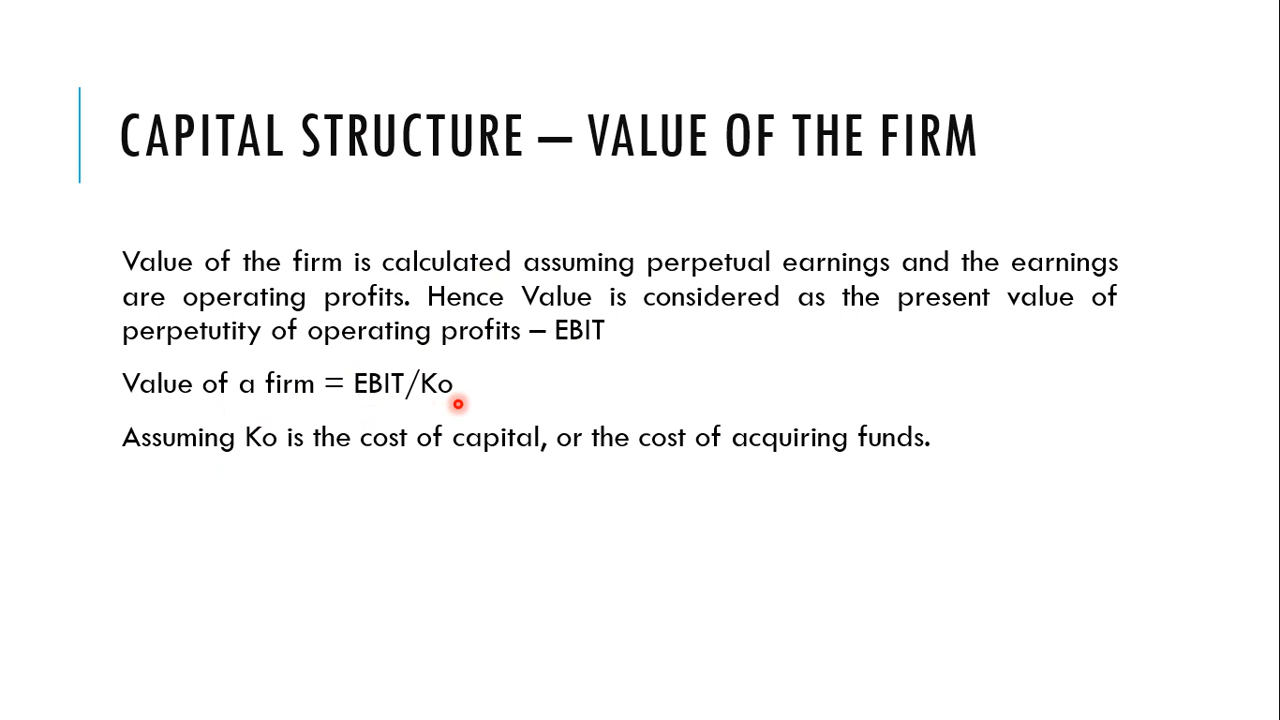 CAPITAL STRUCTURE – VALUE OF THE FIRM
Value of the firm is calculated assuming perpetual earnings and the earnings
are operating profits. Hence Value is considered as the present value of
perpetutity of operating profits – EBIT
Value of a firm = EBIT/Ko
Assuming Ko is the cost of capital, or the cost of acquiring funds.